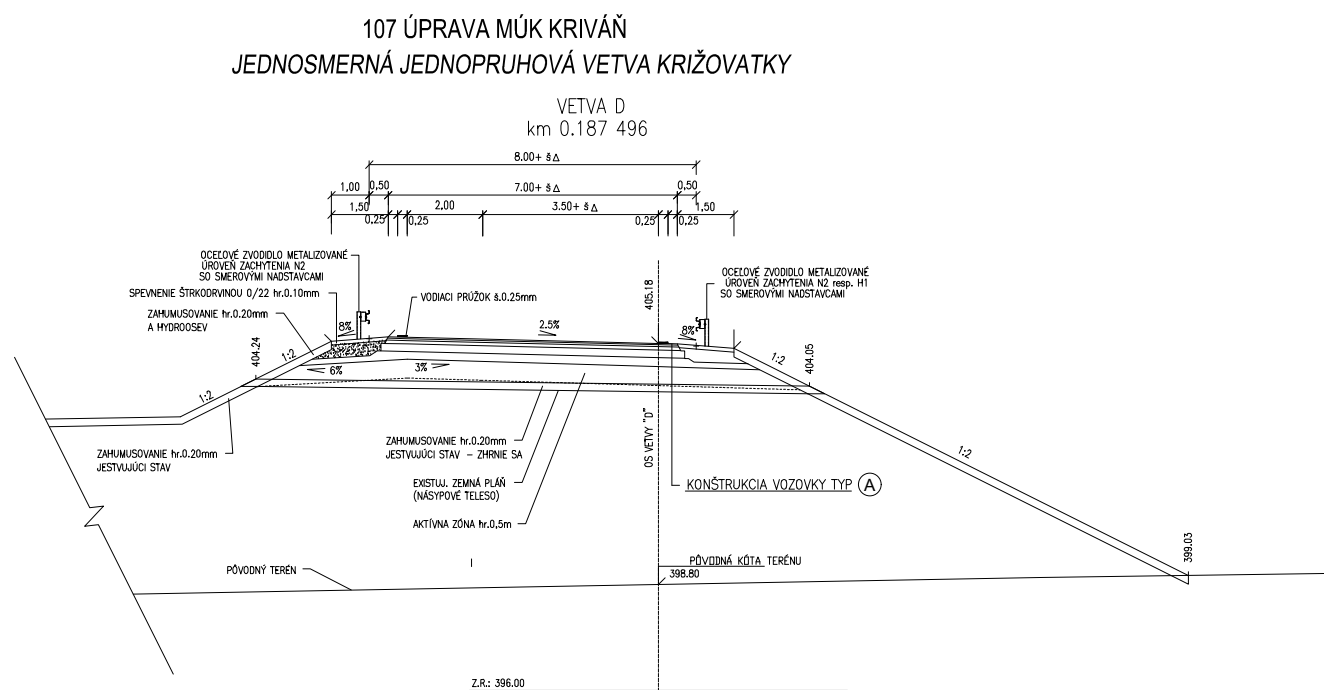 107 ÚPRAVA MÚK KRIVÁŇ
JEDNOSMERNÁ JEDNOPRUHOVÁ VETVA KRIŽOVATKY
VETVA D
km 0.187 496
8.00+ š Δ
1,00
0,50
7.00+ š Δ
0,50
1,50
0,25
0,25
2,00
3.50+ š Δ
0,25
0,25
1,50
OCEĽOVÉ ZVODIDLO METALIZOVANÉ
ÚROVEŇ ZACHYTENIA N2
SO SMEROVÝMI NADSTAVCAMI
SPEVNENIE ŠTRKODRVINOU 0/22 hr.0.10mm
ZAHUMUSOVANIE hr.0.20mm
A HYDROOSEV
VODIACI PRÚŽOK š.0.25mm
405.18
OCEĽOVÉ ZVODIDLO METALIZOVANÉ
ÚROVEŇ ZACHYTENIA N2 resp. H1
SO SMEROVÝMI NADSTAVCAMI
8%
2.5%
8%
404.24
1:2
1:2
404.05
6%
3%
1:2
ZAHUMUSOVANIE hr.0.20mm
JESTVUJÚCI STAV
ZAHUMUSOVANIE hr.0.20mm
JESTVUJÚCI STAV - ZHRNIE SA
EXISTUJ. ZEMNÁ PLÁŇ
(NÁSYPOVÉ TELESO)
AKTÍVNA ZÓNA hr.0,5m
OS VETVY "D"
1:2
KONŠTRUKCIA VOZOVKY TYP A
PÔVODNÝ TERÉN
PÔVODNÁ KÓTA TERÉNU
398.80
399.03
Z.R.: 396.00